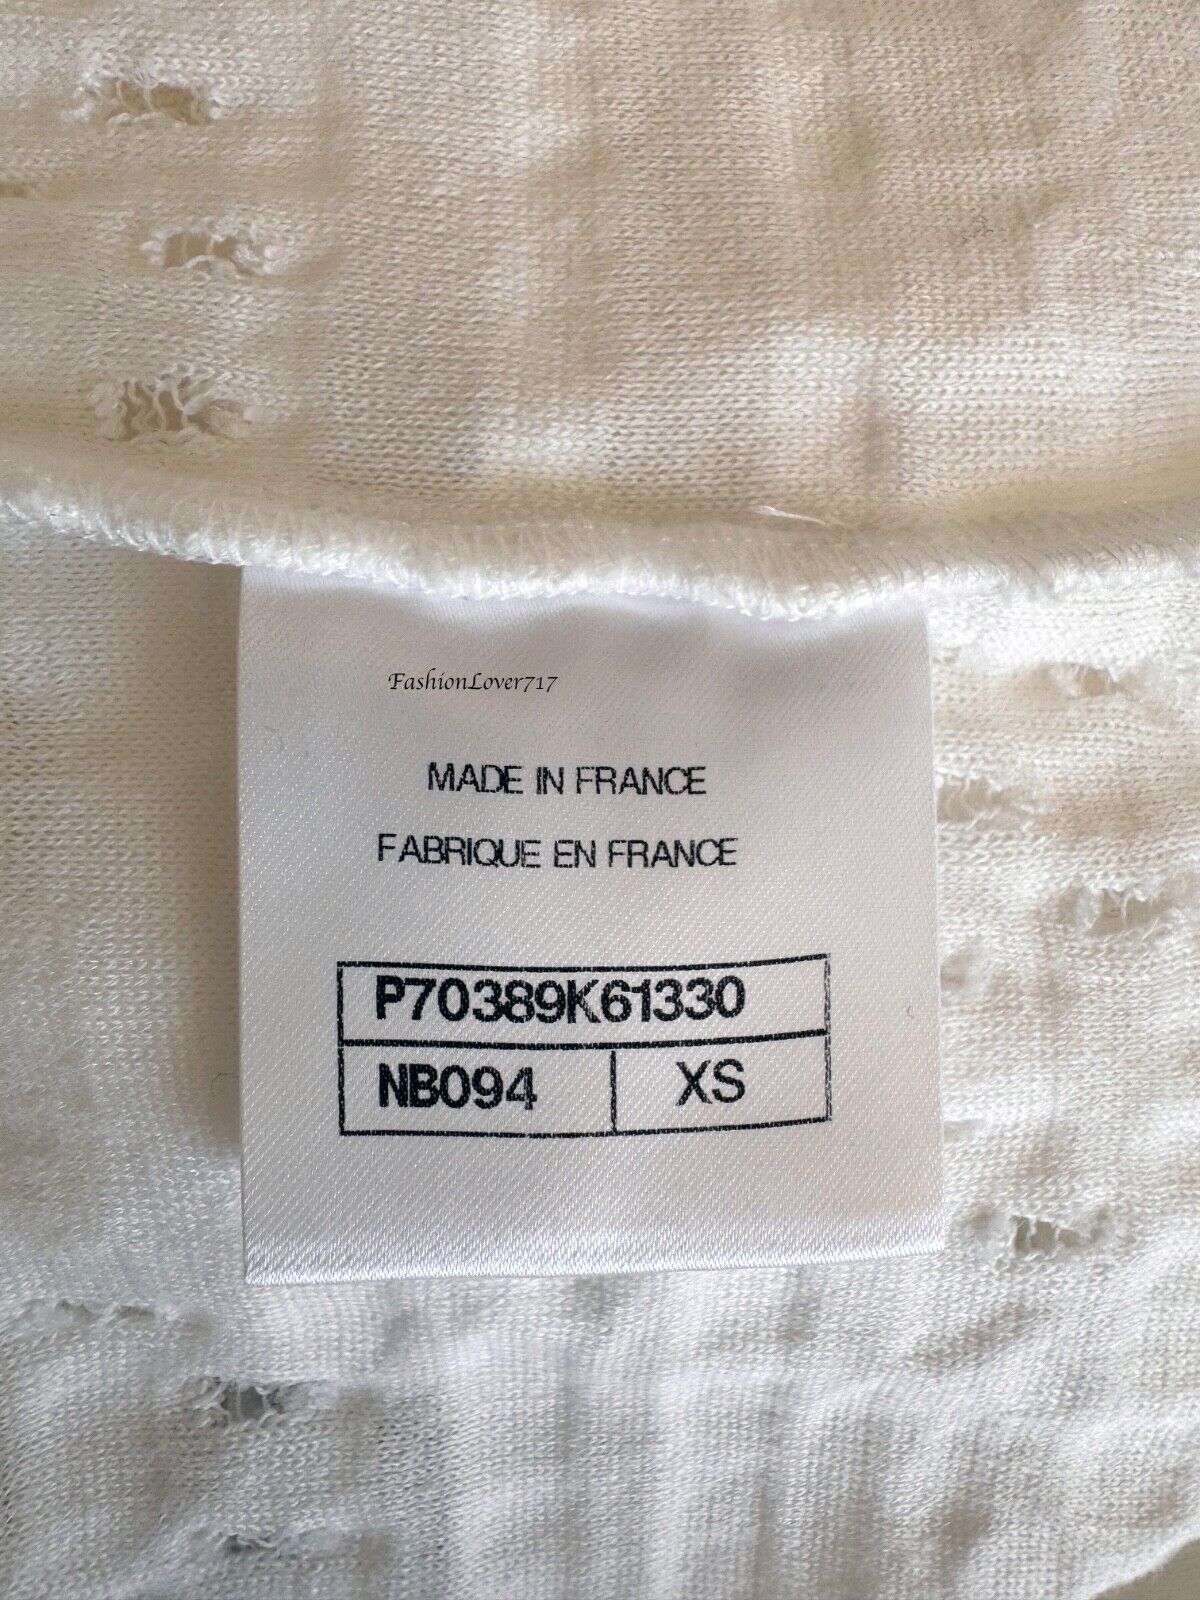 FashionLover717
MADE IN FRANCE
FABRIQUE EN FRANCE
P70389K61330
NB094 XS